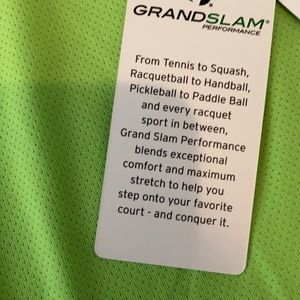 GRANDSLAM®
PERFORMANCE
From Tennis to Squash,
Racquetball to Handball,
Pickleball to Paddle Ball
and every racquet
sport in between,
Grand Slam Performance
blends exceptional
comfort and maximum
stretch to help you
step onto your favorite
court - and conquer it.